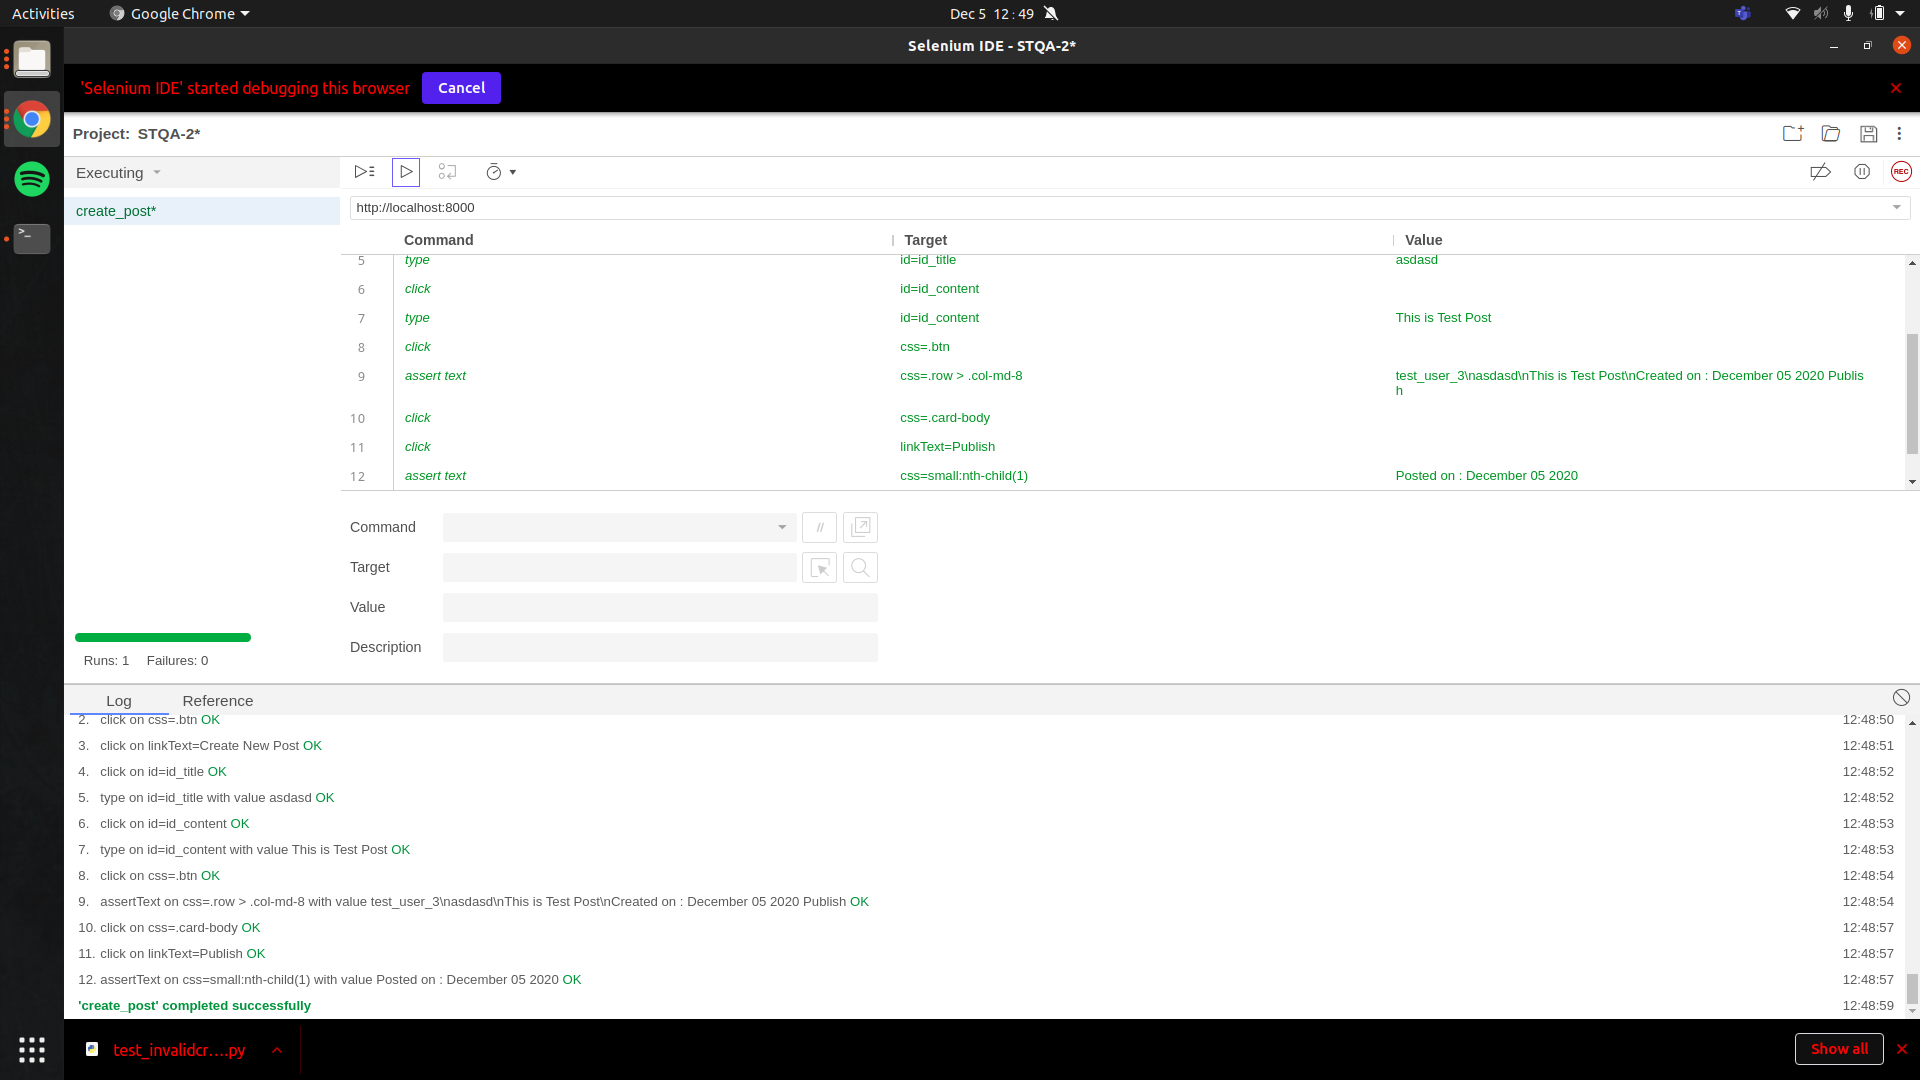 Activities
Google Chrome
Dec 5 12:49
Selenium IDE - STQA-2*
'Selenium IDE' started debugging this browser
Cancel
Project: STQA-2*
Executing
REC
create_post*
http://localhost:8000
Command Target Value
5 type id=id_title asdasd
6 click id=id_content
7 type id=id_content This is Test Post
8 click css=.btn
9 assert text css=.row > .col-md-8 test_user_3\nasdasd\nThis is Test Post\nCreated on : December 05 2020 Publis
h
10 click css=.card-body
11 click linkText=Publish
12 assert text css=small:nth-child(1) Posted on : December 05 2020
Command
//
Target
Value
Description
Runs: 1 Failures: 0
Log Reference
2. click on css=.btn OK 12:48:50
3. click on linkText=Create New Post OK 12:48:51
4. click on id=id_title OK 12:48:52
5. type on id=id_title with value asdasd OK 12:48:52
6. click on id=id_content OK 12:48:53
7. type on id=id_content with value This is Test Post OK 12:48:53
8. click on css=.btn OK 12:48:54
9. assertText on css=.row > .col-md-8 with value test_user_3\nasdasd\nThis is Test Post\nCreated on : December 05 2020 Publish OK 12:48:54
10. click on css=.card-body OK 12:48:57
11. click on linkText=Publish OK 12:48:57
12. assertText on css=small:nth-child(1) with value Posted on : December 05 2020 OK 12:48:57
'create_post' completed successfully 12:48:59
test_invalidcr....py
Show all